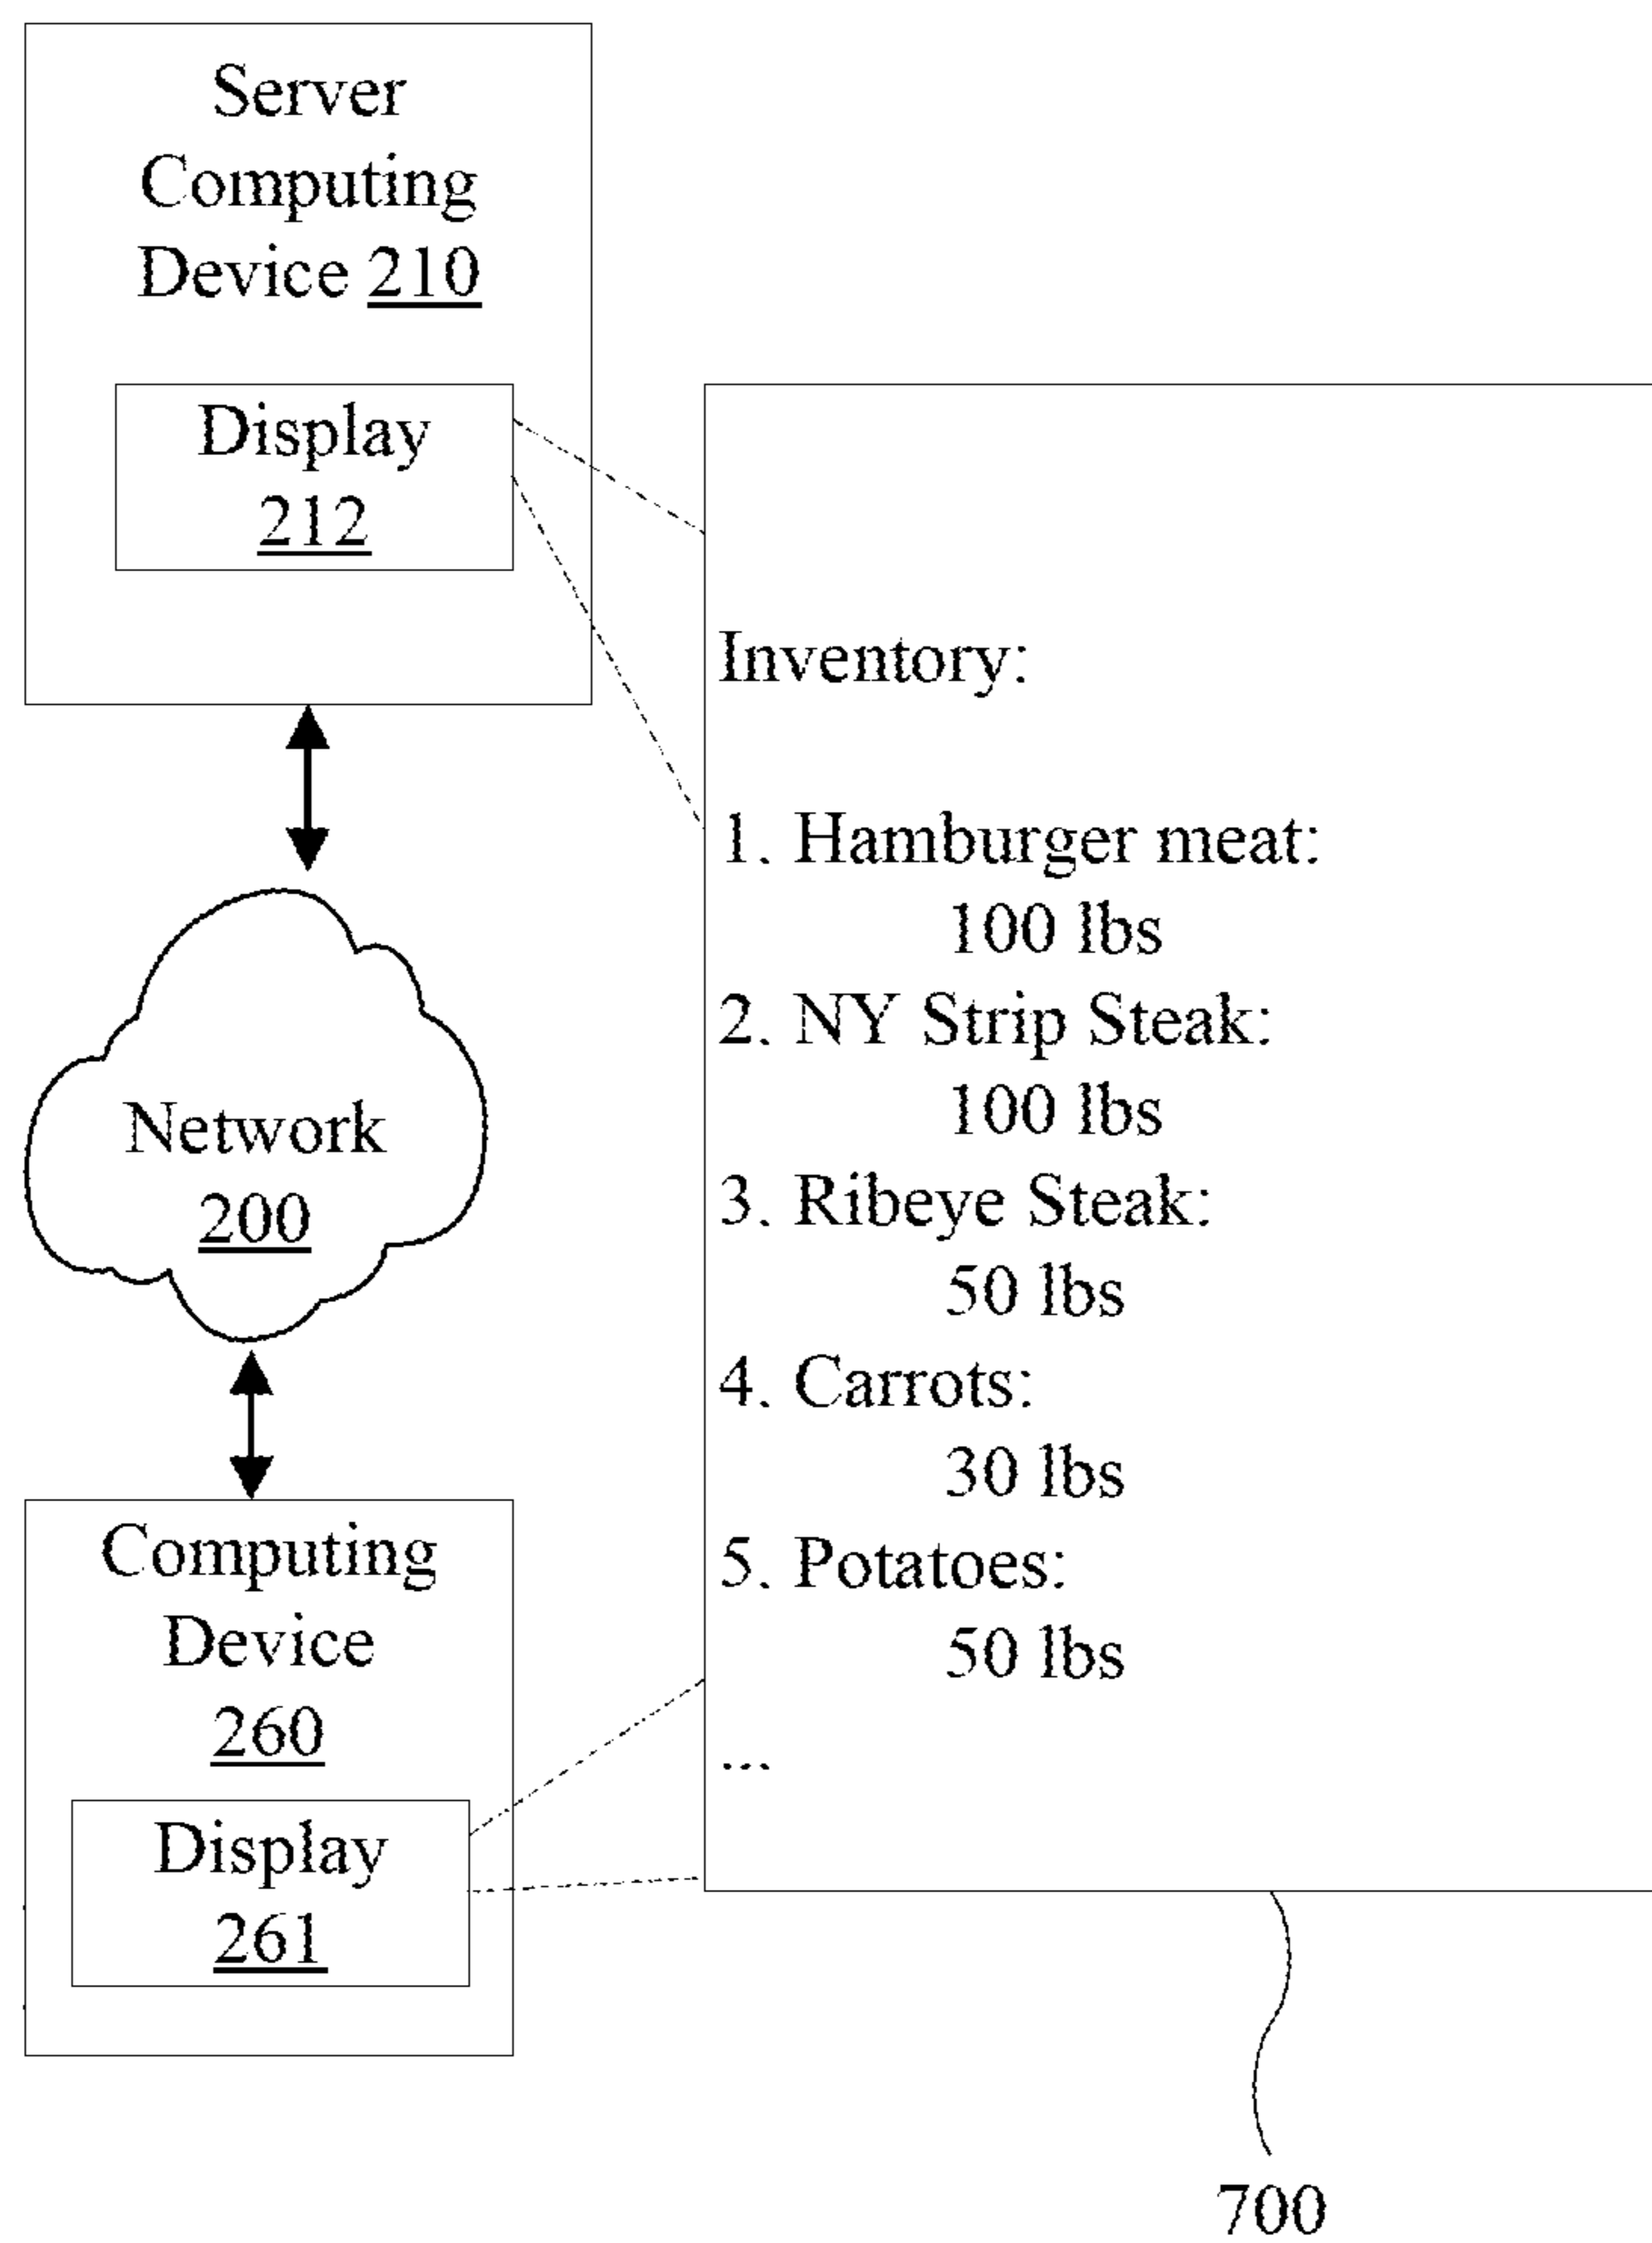 Server
Computing
Device 210
Display
212
Network
200
Computing
Device
260
Display
261
Inventory:
1. Hamburger meat:
100 lbs
2. NY Strip Steak:
100 lbs
3. Ribeye Steak:
50 lbs
4. Carrots:
30 lbs
5. Potatoes:
50 lbs
...
700